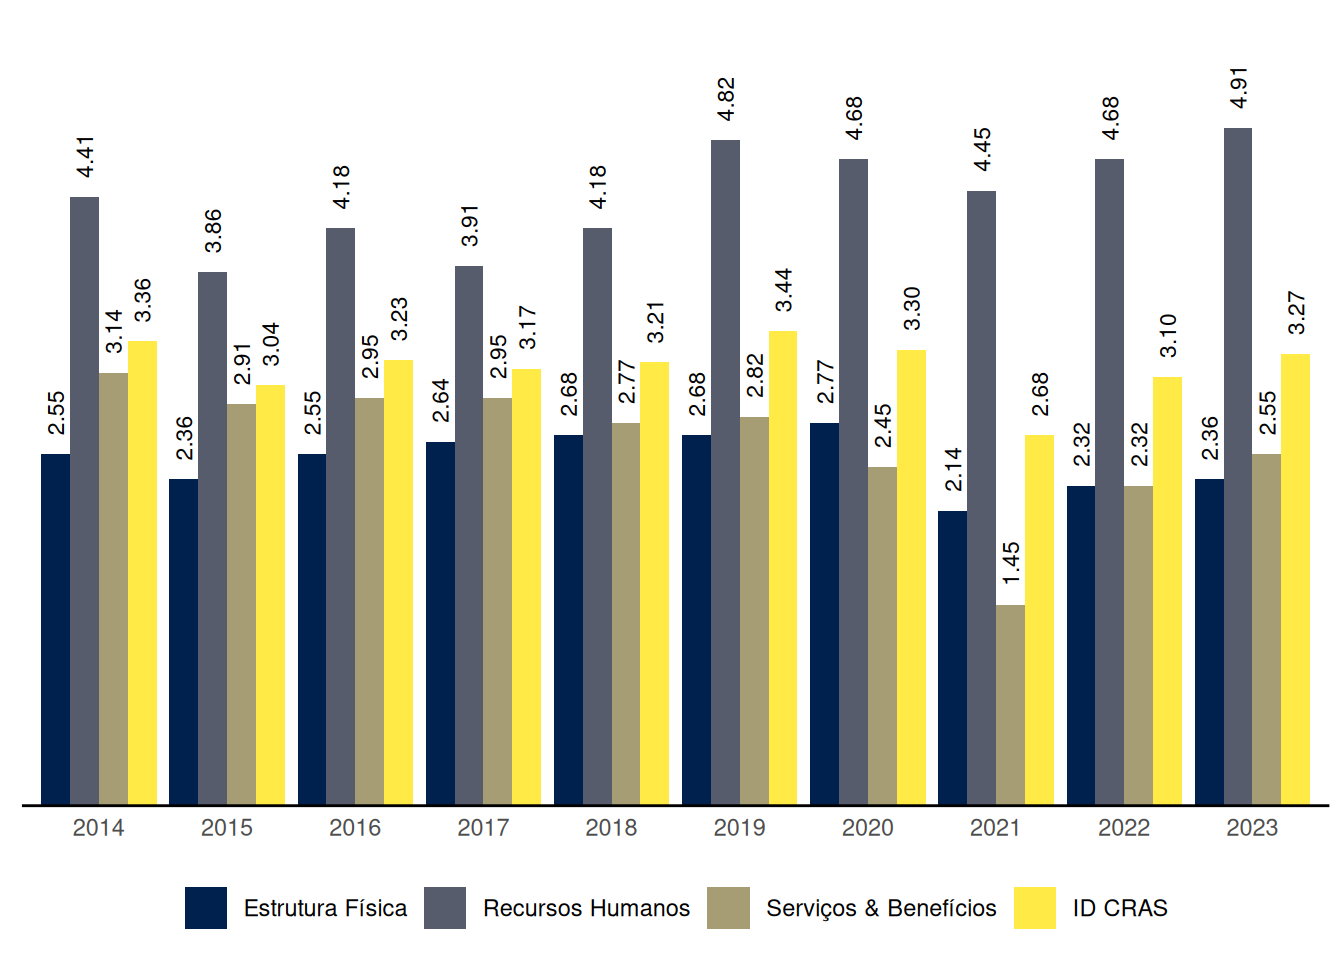 2.55 4.41 3.14 3.36
2.36 3.86 2.91 3.04
2.55 4.18 2.95 3.23
2.64 3.91 2.95 3.17
2.68 4.18 2.77 3.21
2.68 4.82 2.82 3.44
2.77 4.68 2.45 3.30
2.14 4.45 1.45 2.68
2.32 4.68 2.32 3.10
2.36 4.91 2.55 3.27
2014 2015 2016 2017 2018 2019 2020 2021 2022 2023
Estrutura Física Recursos Humanos Serviços & Benefícios ID CRAS